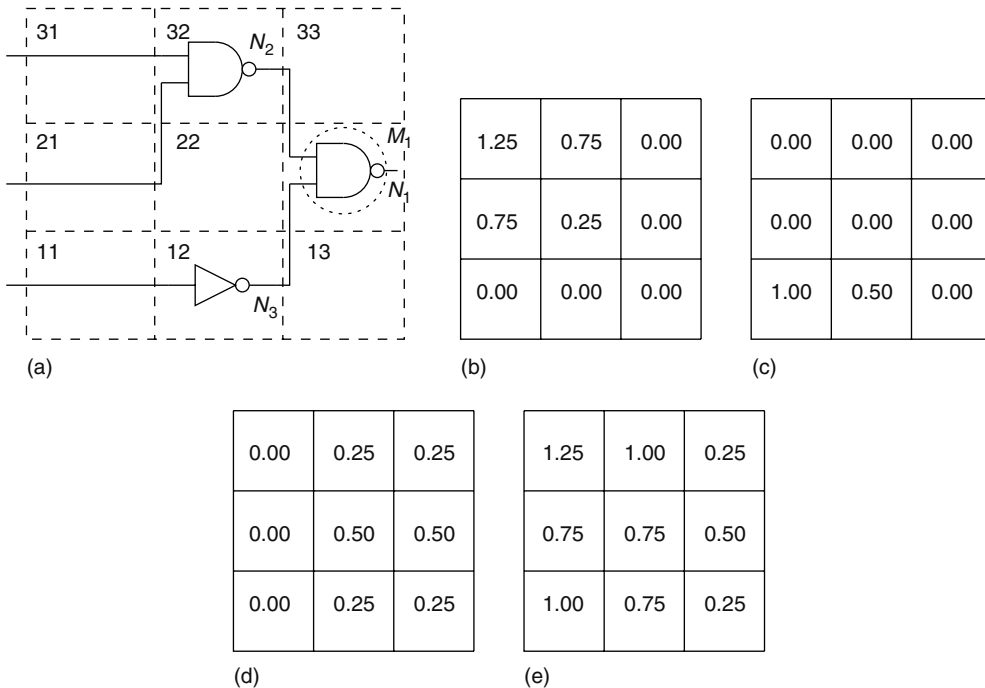 31 32 N₂ 33
21 22 M₁
N₁
11 12 13
N₃
(a)
1.25 0.75 0.00
0.75 0.25 0.00
0.00 0.00 0.00
(b)
0.00 0.00 0.00
0.00 0.00 0.00
1.00 0.50 0.00
(c)
0.00 0.25 0.25
0.00 0.50 0.50
0.00 0.25 0.25
(d)
1.25 1.00 0.25
0.75 0.75 0.50
1.00 0.75 0.25
(e)